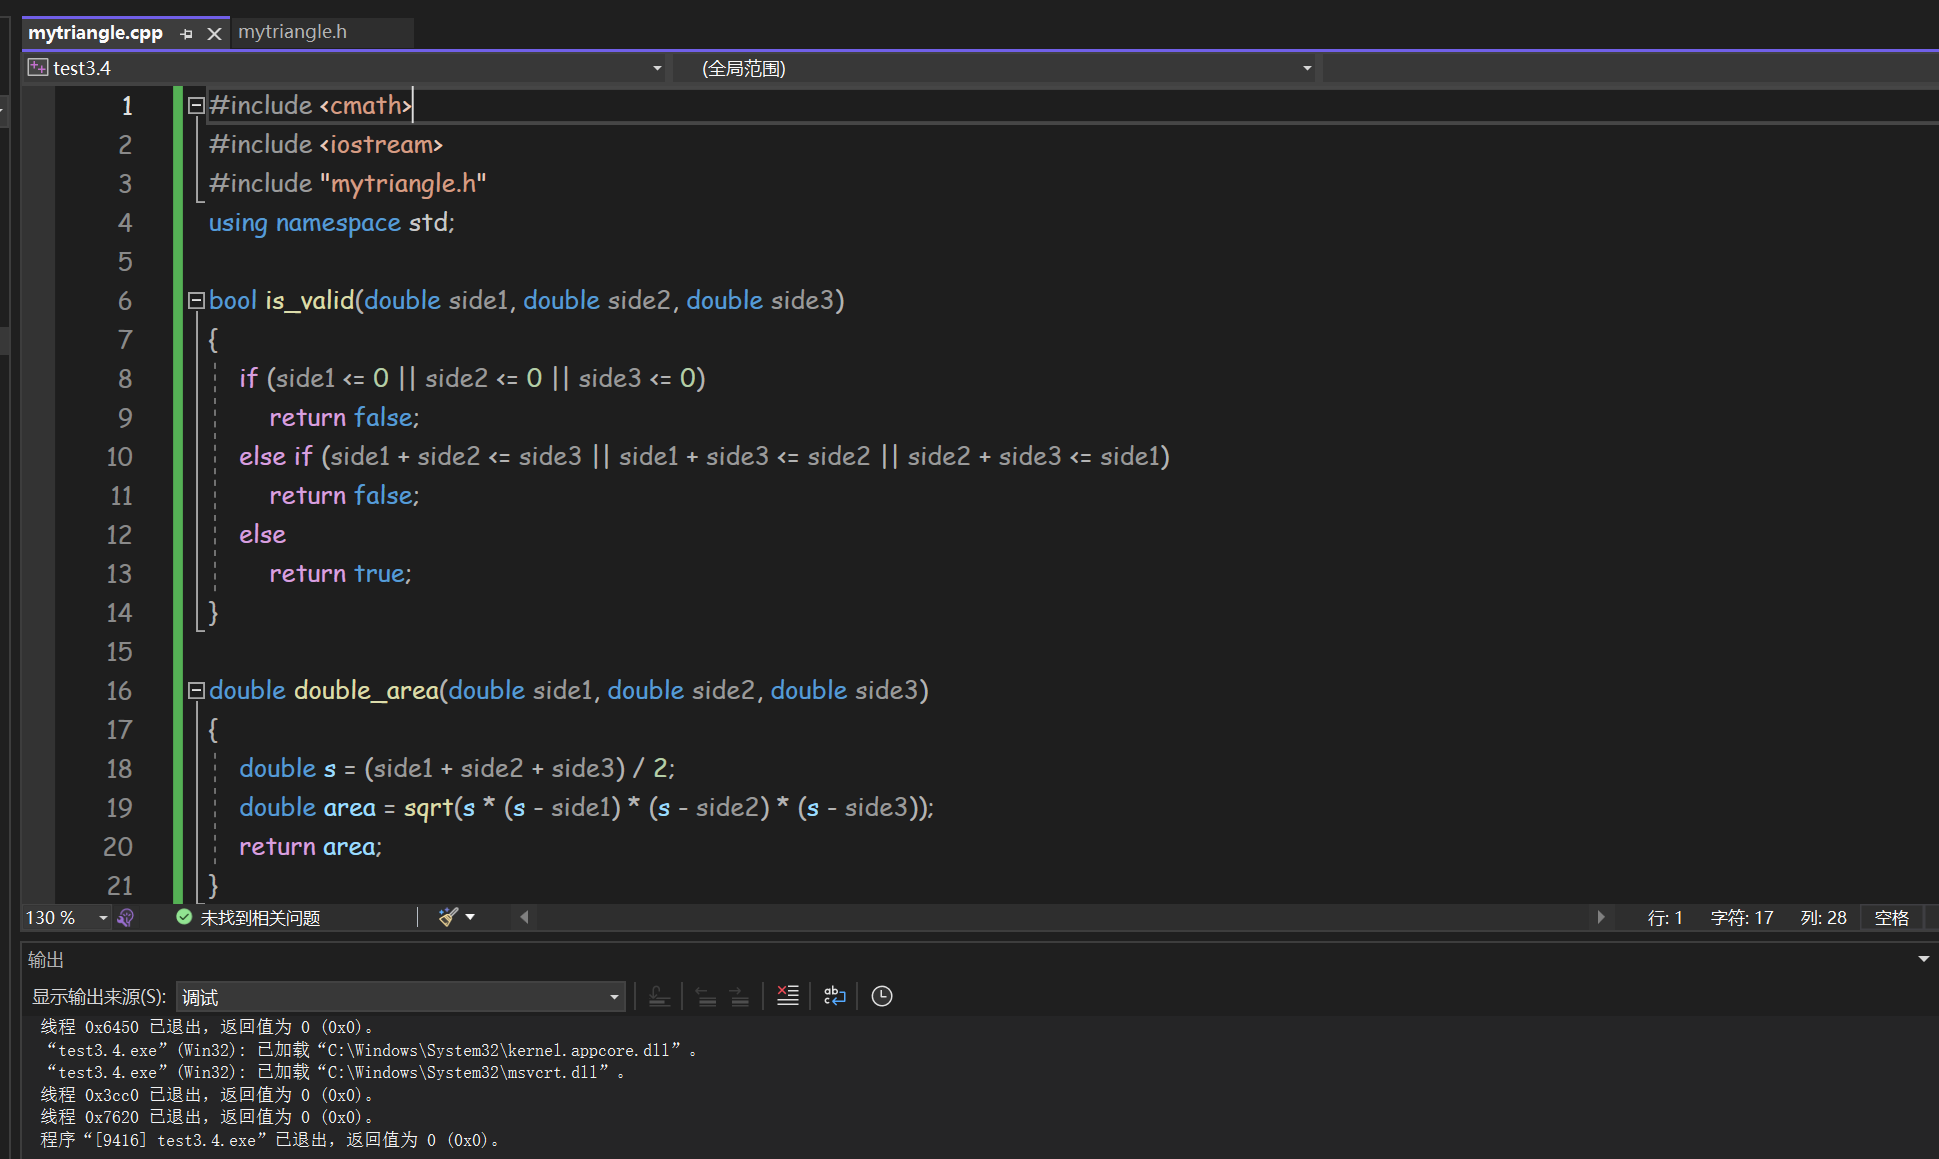 mytriangle.cpp mytriangle.h
test3.4 (全局范围)
1 #include <cmath>
2 #include <iostream>
3 #include "mytriangle.h"
4 using namespace std;
5
6 bool is_valid(double side1, double side2, double side3)
7 {
8 if (side1 <= 0 || side2 <= 0 || side3 <= 0)
9 return false;
10 else if (side1 + side2 <= side3 || side1 + side3 <= side2 || side2 + side3 <= side1)
11 return false;
12 else
13 return true;
14 }
15
16 double double_area(double side1, double side2, double side3)
17 {
18 double s = (side1 + side2 + side3) / 2;
19 double area = sqrt(s * (s - side1) * (s - side2) * (s - side3));
20 return area;
21 }
130 % 未找到相关问题 行: 1 字符: 17 列: 28 空格
输出
显示输出来源(S): 调试
线程 0x6450 已退出，返回值为 0 (0x0)。
“test3.4.exe”(Win32): 已加载“C:\Windows\System32\kernel.appcore.dll”。
“test3.4.exe”(Win32): 已加载“C:\Windows\System32\msvcrt.dll”。
线程 0x3cc0 已退出，返回值为 0 (0x0)。
线程 0x7620 已退出，返回值为 0 (0x0)。
程序“[9416] test3.4.exe”已退出，返回值为 0 (0x0)。